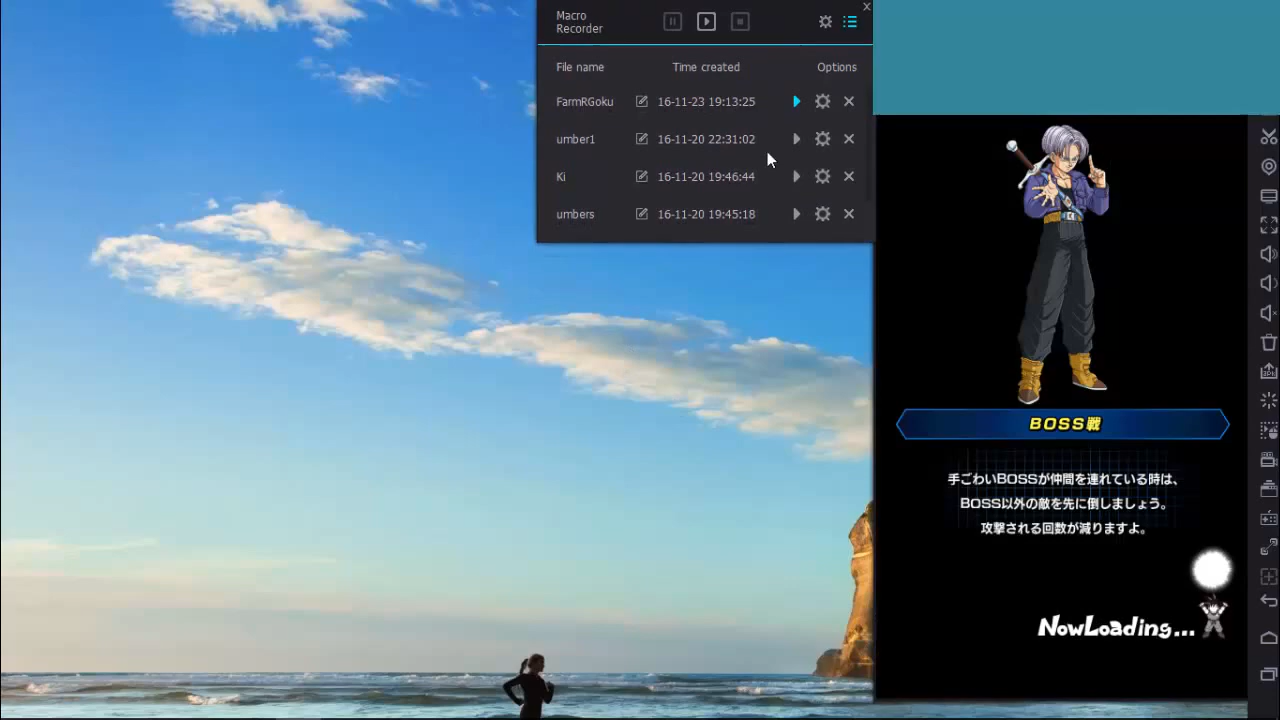 Macro
Recorder
File name Time created Options
FarmRGoku 16-11-23 19:13:25
umber1 16-11-20 22:31:02
Ki 16-11-20 19:46:44
umbers 16-11-20 19:45:18
BOSS戦
手ごわいBOSSが仲間を連れている時は、
BOSS以外の敵を先に倒しましょう。
攻撃される回数が減りますよ。
NowLoading...